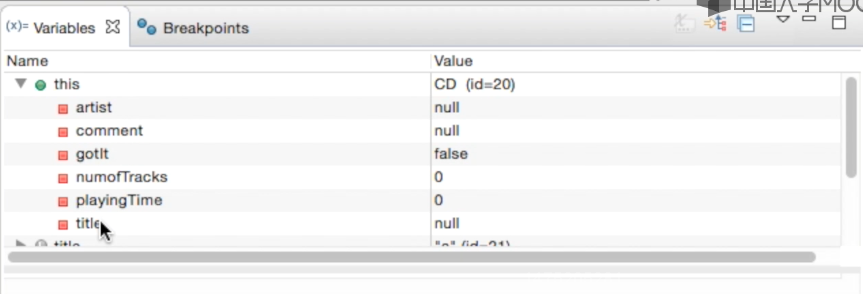 中国大学MOOC
(x)= Variables Breakpoints
Name Value
this CD (id=20)
artist null
comment null
gotIt false
numofTracks 0
playingTime 0
title null
title "a" (id=21)